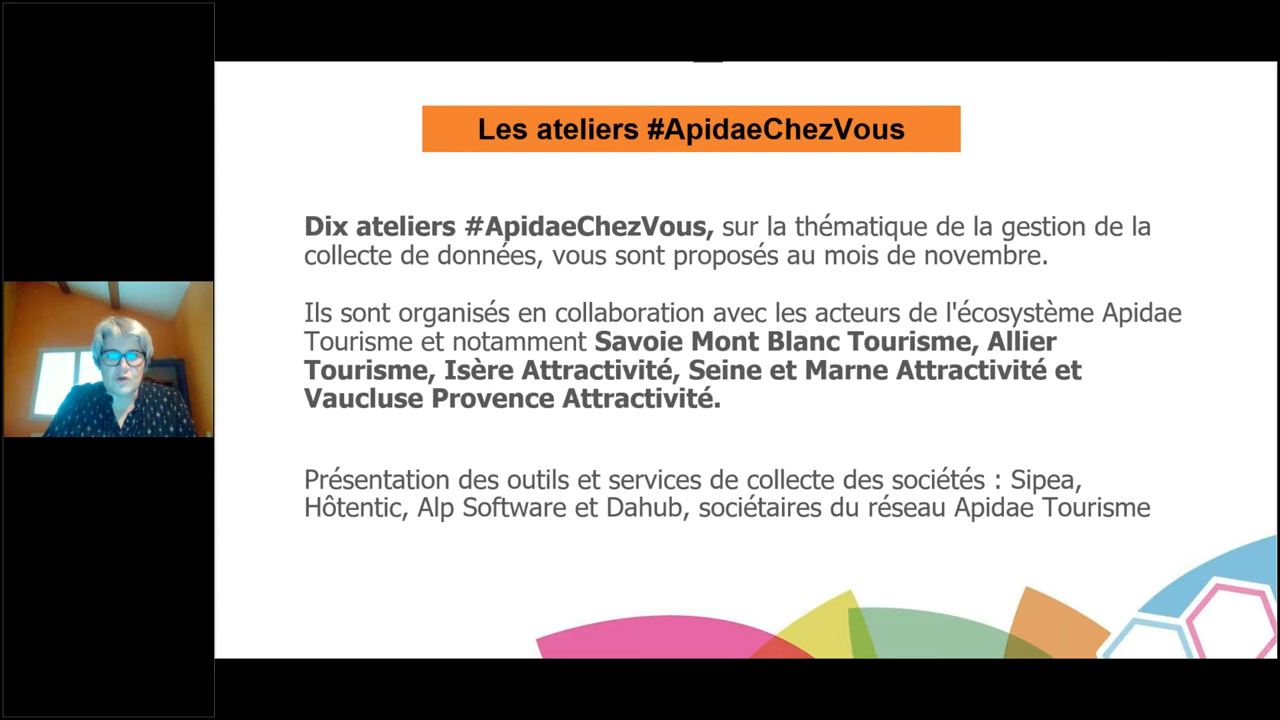 Les ateliers #ApidaeChezVous
Dix ateliers #ApidaeChezVous, sur la thématique de la gestion de la
collecte de données, vous sont proposés au mois de novembre.
Ils sont organisés en collaboration avec les acteurs de l'écosystème Apidae
Tourisme et notamment Savoie Mont Blanc Tourisme, Allier
Tourisme, Isère Attractivité, Seine et Marne Attractivité et
Vaucluse Provence Attractivité.
Présentation des outils et services de collecte des sociétés : Sipea,
Hôtentic, Alp Software et Dahub, sociétaires du réseau Apidae Tourisme